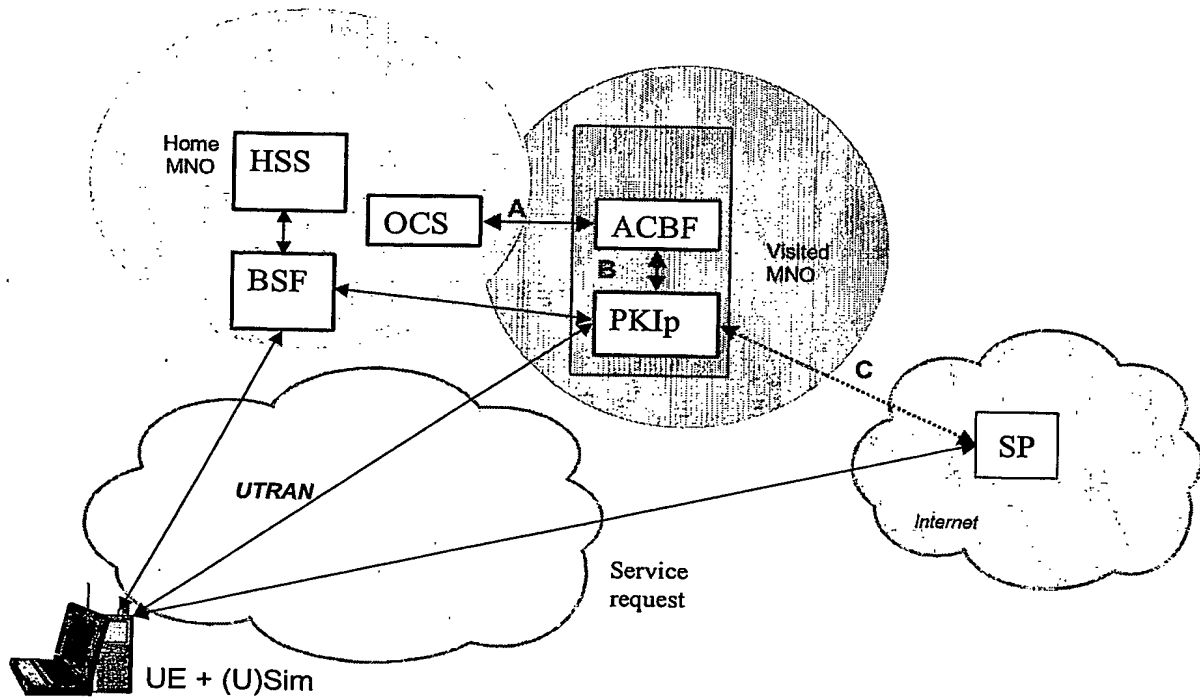 Home
MNO
HSS
OCS
A
ACBF
BSF
B
Visited
MNO
PKIp
C
SP
UTRAN
Internet
Service
request
UE + (U)Sim